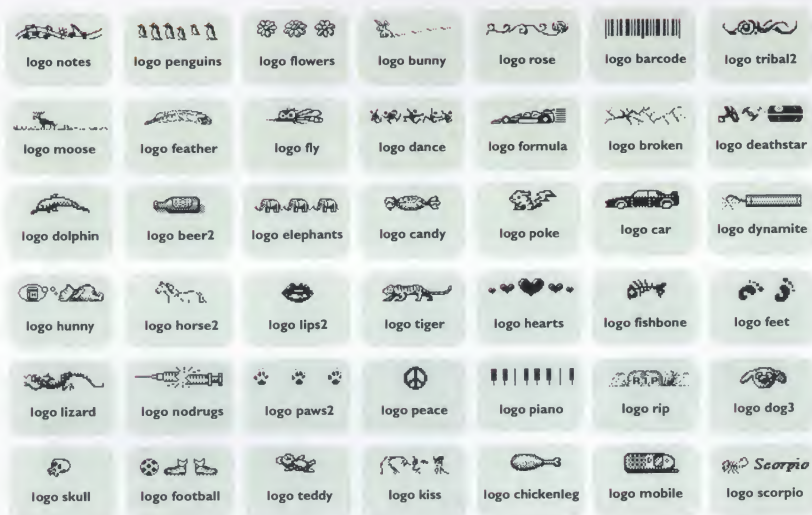 logo notes
logo penguins
logo flowers
logo bunny
logo rose
logo barcode
logo tribal2
logo moose
logo feather
logo fly
logo dance
logo formula
logo broken
logo deathstar
logo dolphin
logo beer2
logo elephants
logo candy
logo poke
logo car
logo dynamite
logo hunny
logo horse2
logo lips2
logo tiger
logo hearts
logo fishbone
logo feet
R.I.P
logo lizard
logo nodrugs
logo paws2
logo peace
logo piano
logo rip
logo dog3
Scorpio
logo skull
logo football
logo teddy
logo kiss
logo chickenleg
logo mobile
logo scorpio